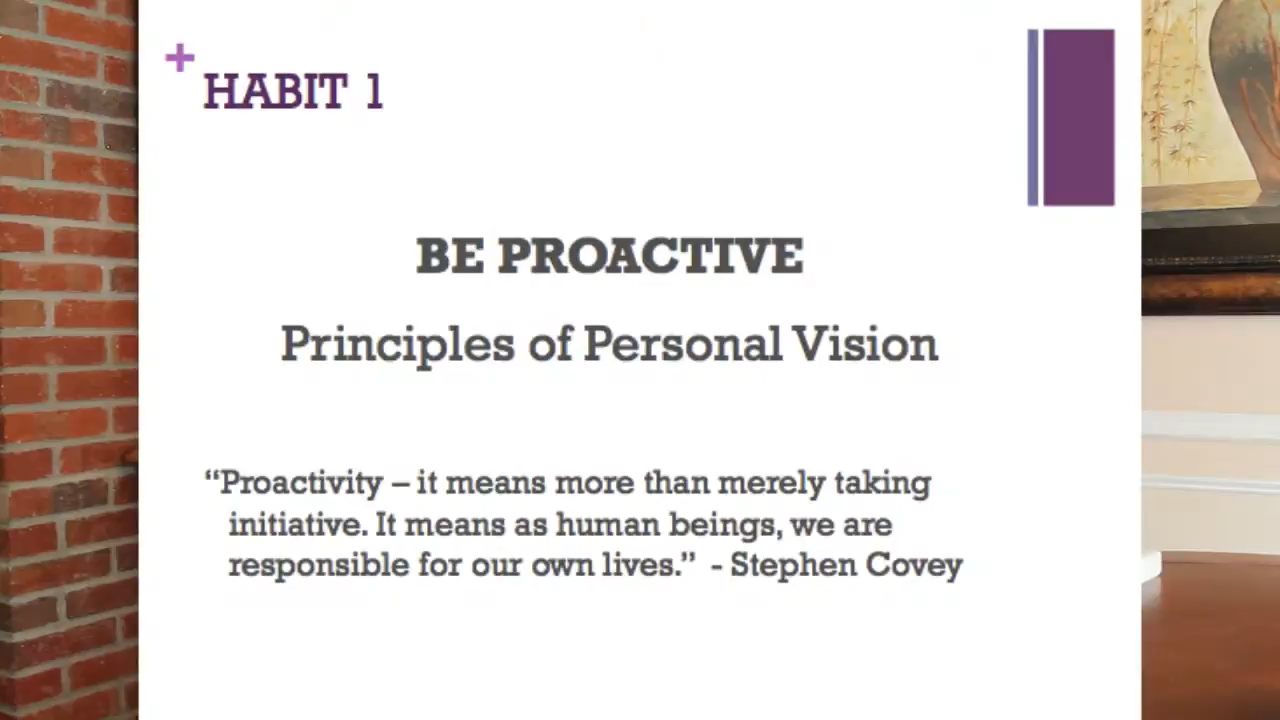 +
HABIT 1
BE PROACTIVE
Principles of Personal Vision
“Proactivity – it means more than merely taking
initiative. It means as human beings, we are
responsible for our own lives.” - Stephen Covey